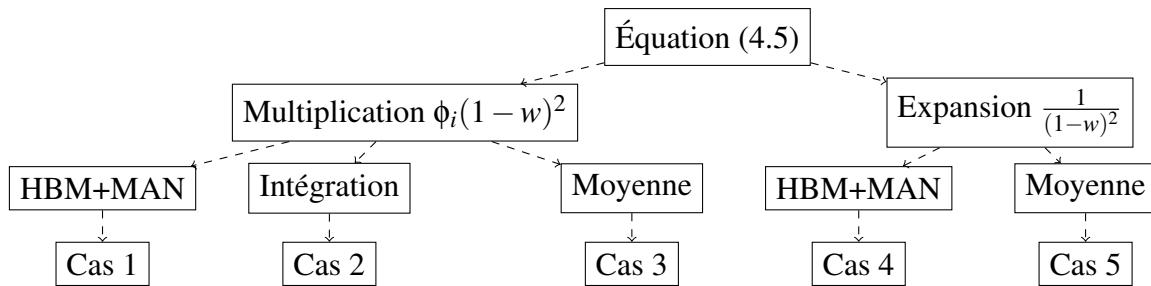 Équation (4.5)
Multiplication ϕᵢ(1 − w)²
Expansion 1/(1−w)²
HBM+MAN
Intégration
Moyenne
HBM+MAN
Moyenne
Cas 1
Cas 2
Cas 3
Cas 4
Cas 5